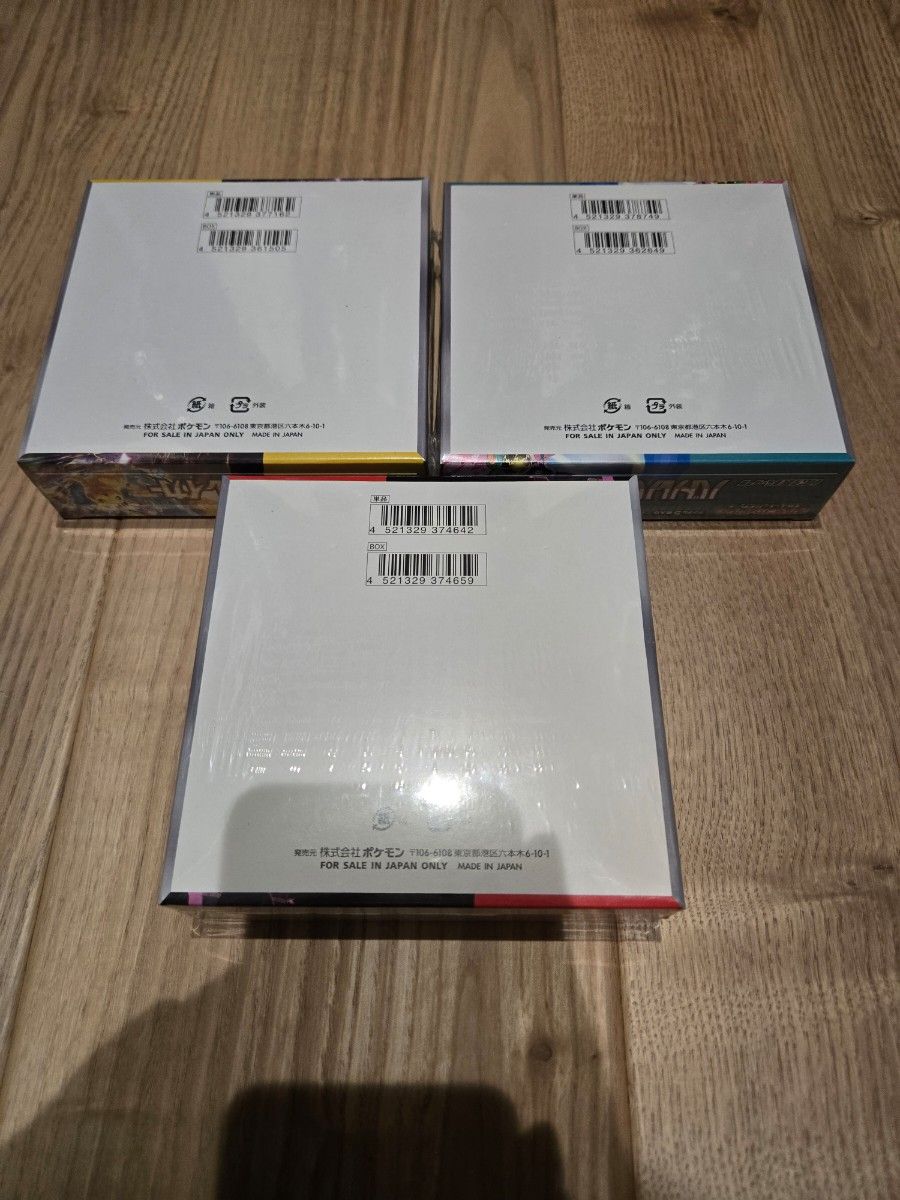 単品
4 521329 377162
BOX
4 521329 361505
紙 箱 プラ 外装
発売元 株式会社ポケモン 〒106-6108 東京都港区六本木6-10-1
FOR SALE IN JAPAN ONLY MADE IN JAPAN
単品
4 521329 378749
BOX
4 521329 362649
紙 箱 プラ 外装
発売元 株式会社ポケモン 〒106-6108 東京都港区六本木6-10-1
FOR SALE IN JAPAN ONLY MADE IN JAPAN
単品
4 521329 374642
BOX
4 521329 374659
紙
発売元 株式会社ポケモン 〒106-6108 東京都港区六本木6-10-1
FOR SALE IN JAPAN ONLY MADE IN JAPAN